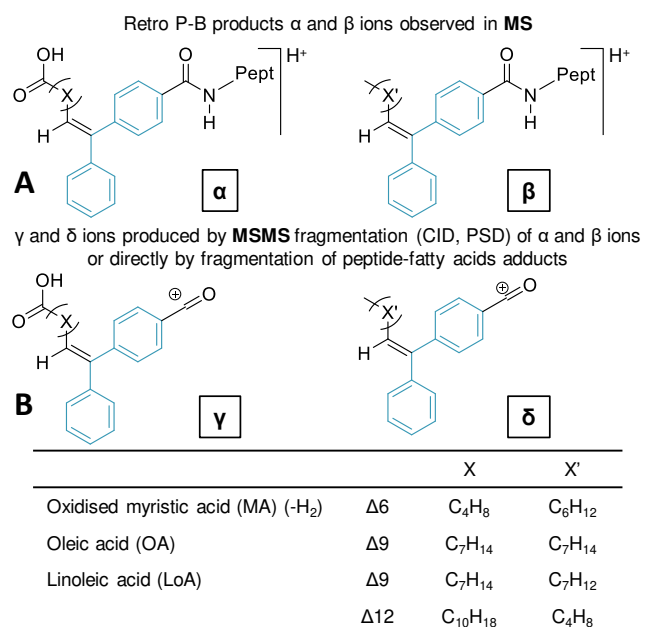 Retro P-B products α and β ions observed in MS
OH
O
X
H
O
N
H
Pept
H⁺
A
α
X'
H
O
N
H
Pept
H⁺
β
γ and δ ions produced by MSMS fragmentation (CID, PSD) of α and β ions
or directly by fragmentation of peptide-fatty acids adducts
OH
O
X
H
⊕
O
B
γ
X'
H
⊕
O
δ
X X'
Oxidised myristic acid (MA) (-H₂) Δ6 C₄H₈ C₆H₁₂
Oleic acid (OA) Δ9 C₇H₁₄ C₇H₁₄
Linoleic acid (LoA) Δ9 C₇H₁₄ C₇H₁₂
Δ12 C₁₀H₁₈ C₄H₈